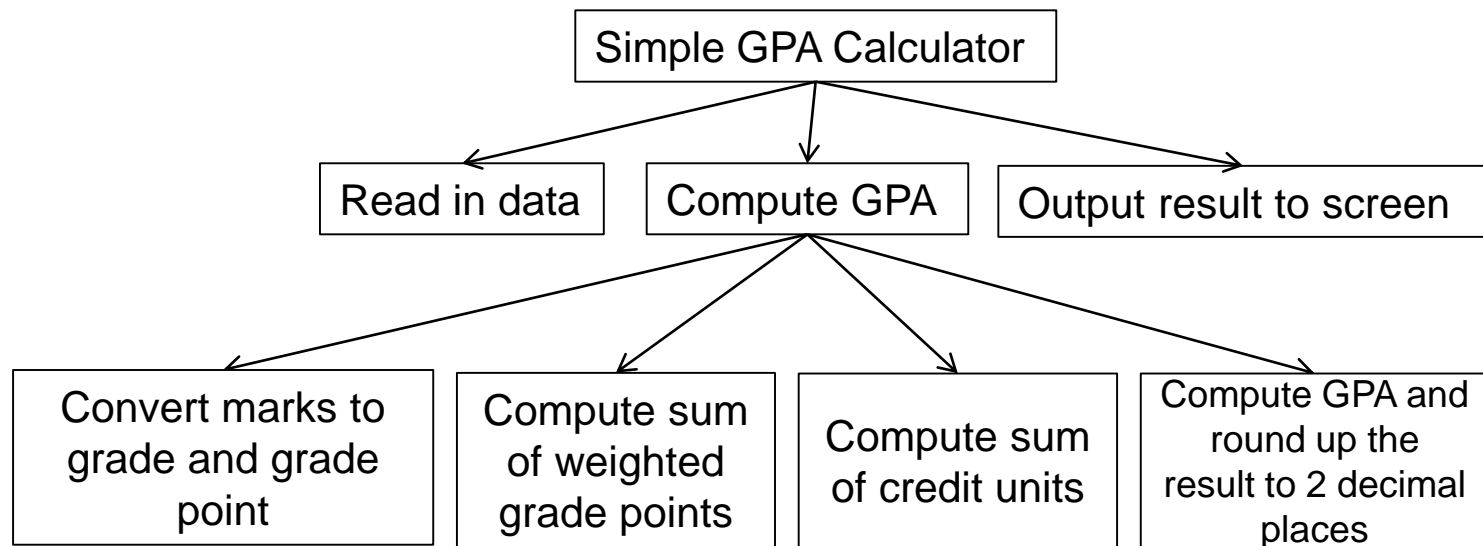 Simple GPA Calculator
Read in data
Compute GPA
Output result to screen
Convert marks to
grade and grade
point
Compute sum
of weighted
grade points
Compute sum
of credit units
Compute GPA and
round up the
result to 2 decimal
places